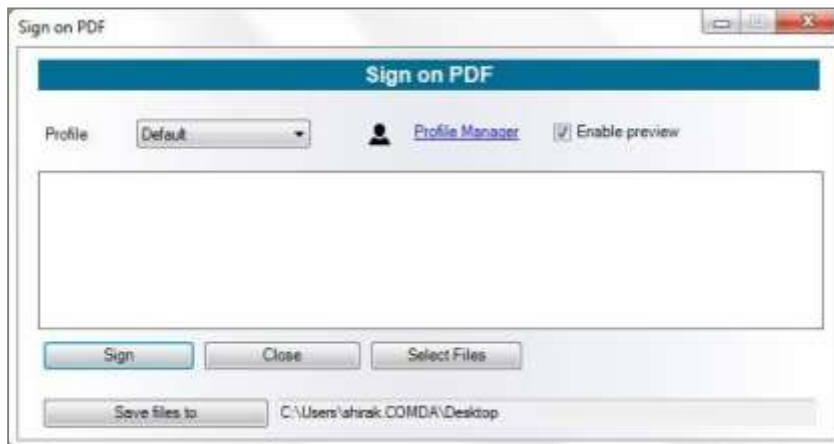 Sign on PDF
Sign on PDF
Profile Default Profile Manager Enable preview
Sign Close Select Files
Save files to C:\Users\shirak.COMDA\Desktop